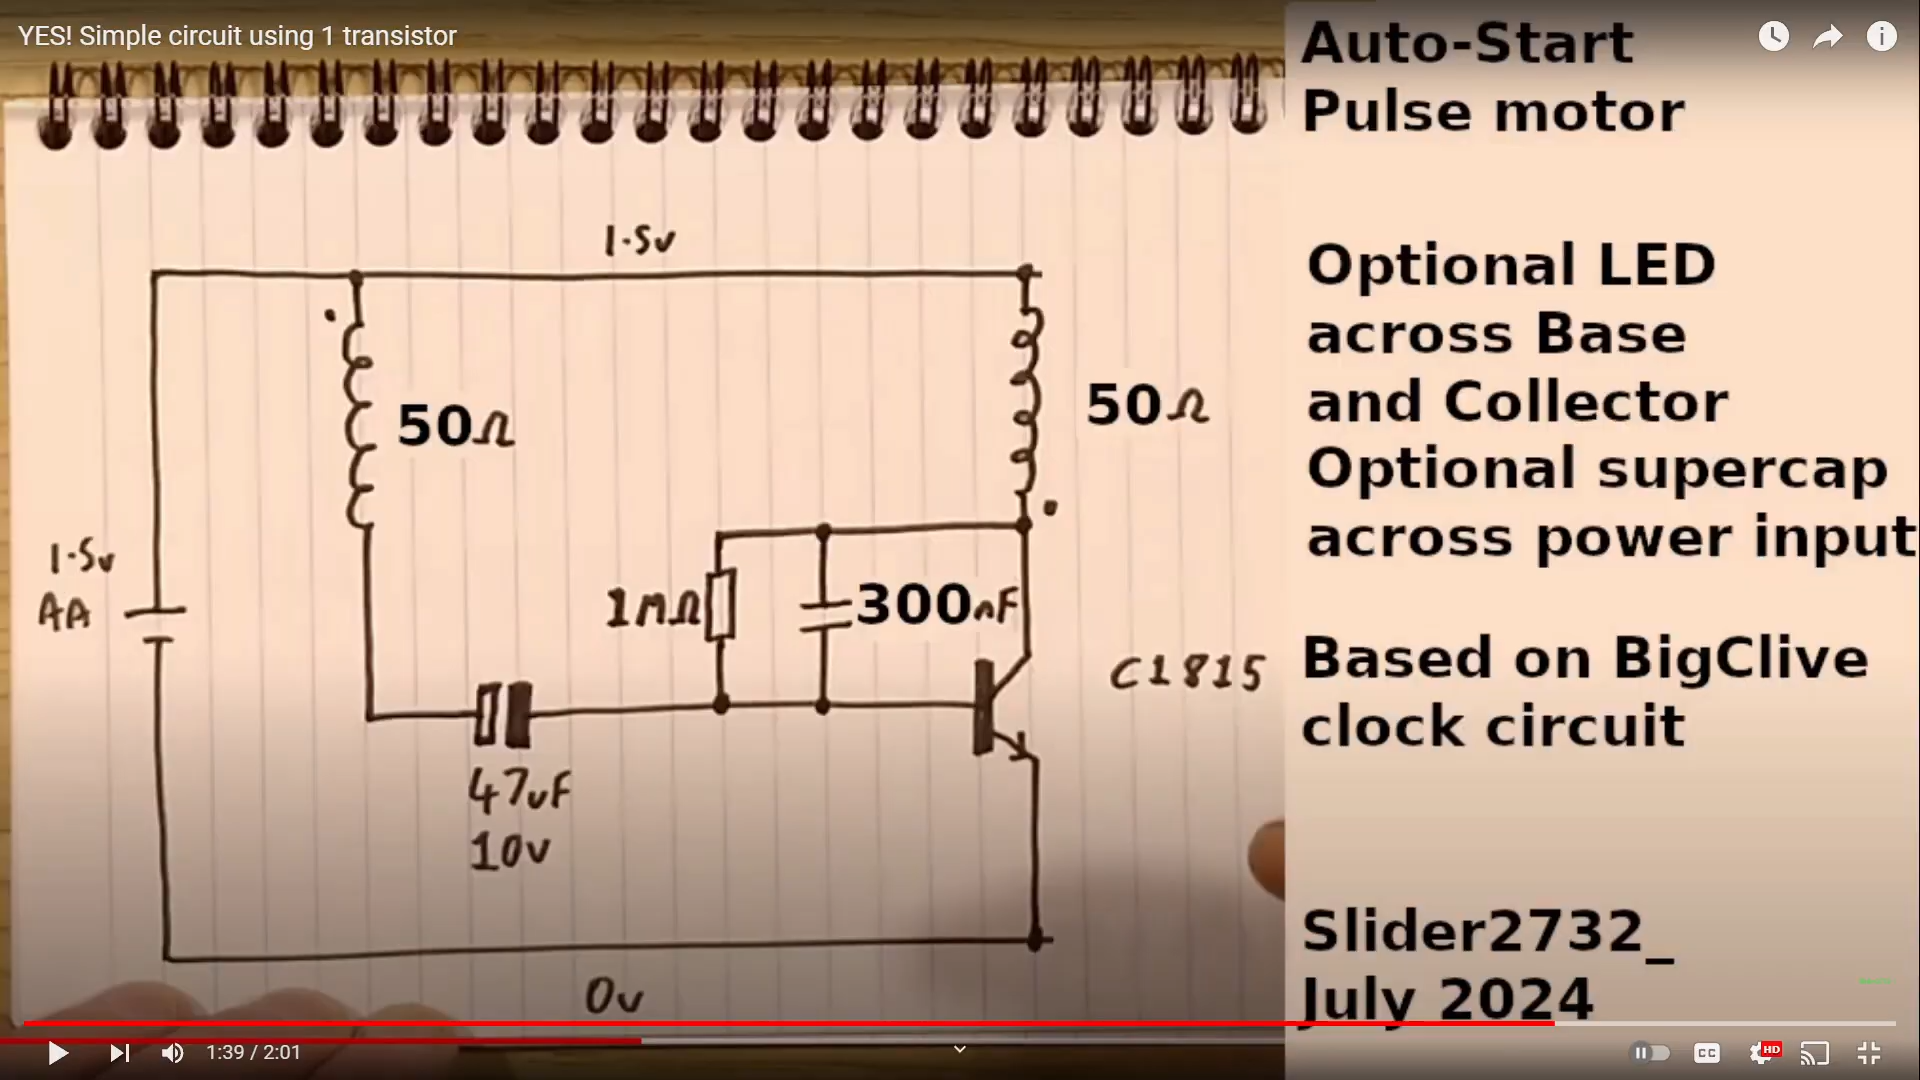 YES! Simple circuit using 1 transistor
Auto-Start
Pulse motor
1.5v
Optional LED
across Base
and Collector
Optional supercap
across power input
50Ω
50Ω
1.5v
AA
1MΩ
300nF
C1815
Based on BigClive
clock circuit
47uF
10v
0v
Slider2732_
July 2024
1:39 / 2:01
CC
HD